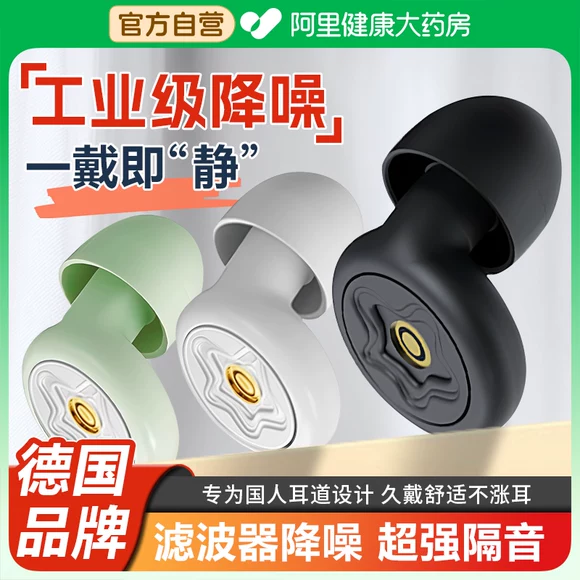 官方自营 阿里健康大药房
工业级降噪
一戴即“静”
德国品牌
专为国人耳道设计 久戴舒适不涨耳
滤波器降噪 超强隔音